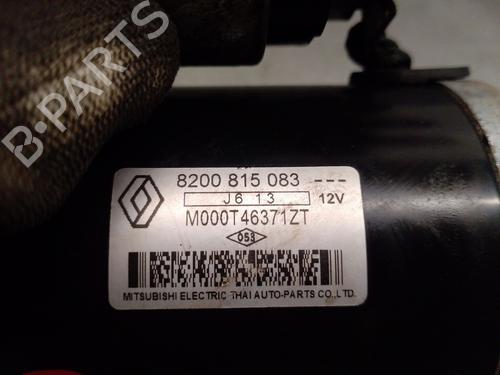 B-PARTS
8200 815 083 ---
J6 13 12V
M000T46371ZT
053
MITSUBISHI ELECTRIC THAI AUTO-PARTS CO.,LTD.